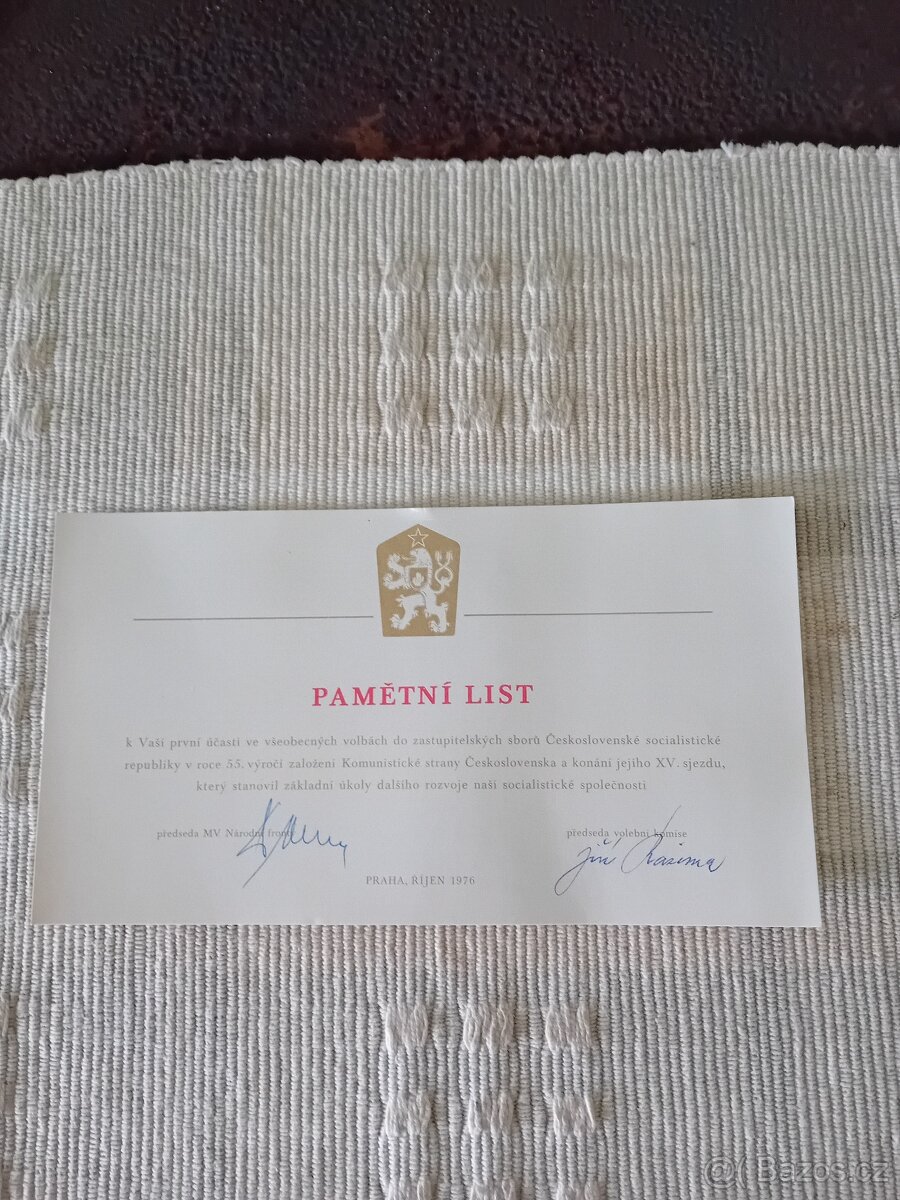 PAMĚTNÍ LIST
k Vaší první účasti ve všeobecných volbách do zastupitelských sborů Československé socialistické
republiky v roce 55. výročí založení Komunistické strany Československa a konání jejího XV. sjezdu,
který stanovil základní úkoly dalšího rozvoje naší socialistické společnosti
předseda MV Národní fronty
předseda volební komise
Jiří
PRAHA, ŘÍJEN 1976
Bazos.cz